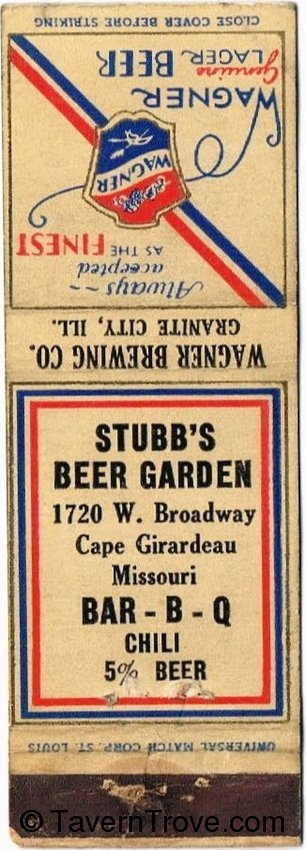 CLOSE COVER BEFORE STRIKING
WAGNER
Genuine
LAGER BEER
WAGNER
Always
accepted
AS THE FINEST
WAGNER BREWING CO.
GRANITE CITY, ILL.
STUBB'S
BEER GARDEN
1720 W. Broadway
Cape Girardeau
Missouri
BAR - B - Q
CHILI
5% BEER
UNIVERSAL MATCH CORP. ST. LOUIS
© TavernTrove.com